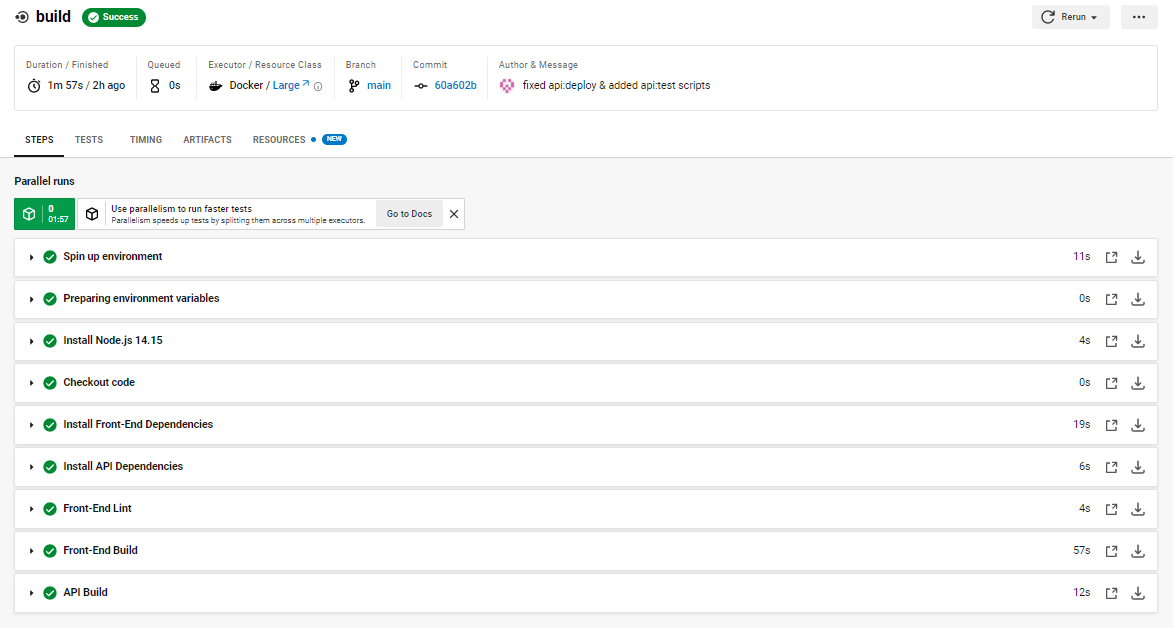 build Success Rerun
Duration / Finished Queued Executor / Resource Class Branch Commit Author & Message
1m 57s / 2h ago 0s Docker / Large main 60a602b fixed api:deploy & added api:test scripts
STEPS TESTS TIMING ARTIFACTS RESOURCES NEW
Parallel runs
0
01:57
Use parallelism to run faster tests
Parallelism speeds up tests by splitting them across multiple executors.
Go to Docs
Spin up environment 11s
Preparing environment variables 0s
Install Node.js 14.15 4s
Checkout code 0s
Install Front-End Dependencies 19s
Install API Dependencies 6s
Front-End Lint 4s
Front-End Build 57s
API Build 12s